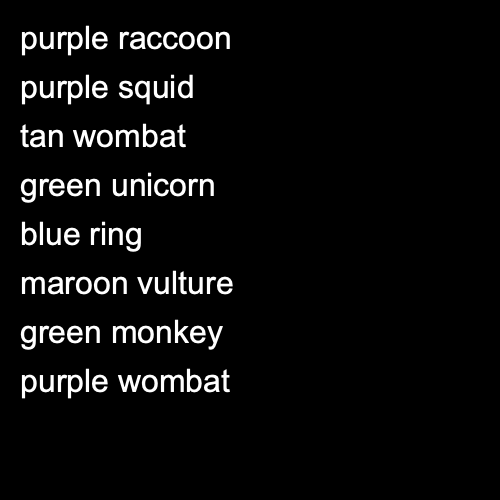 purple raccoon
purple squid
tan wombat
green unicorn
blue ring
maroon vulture
green monkey
purple wombat